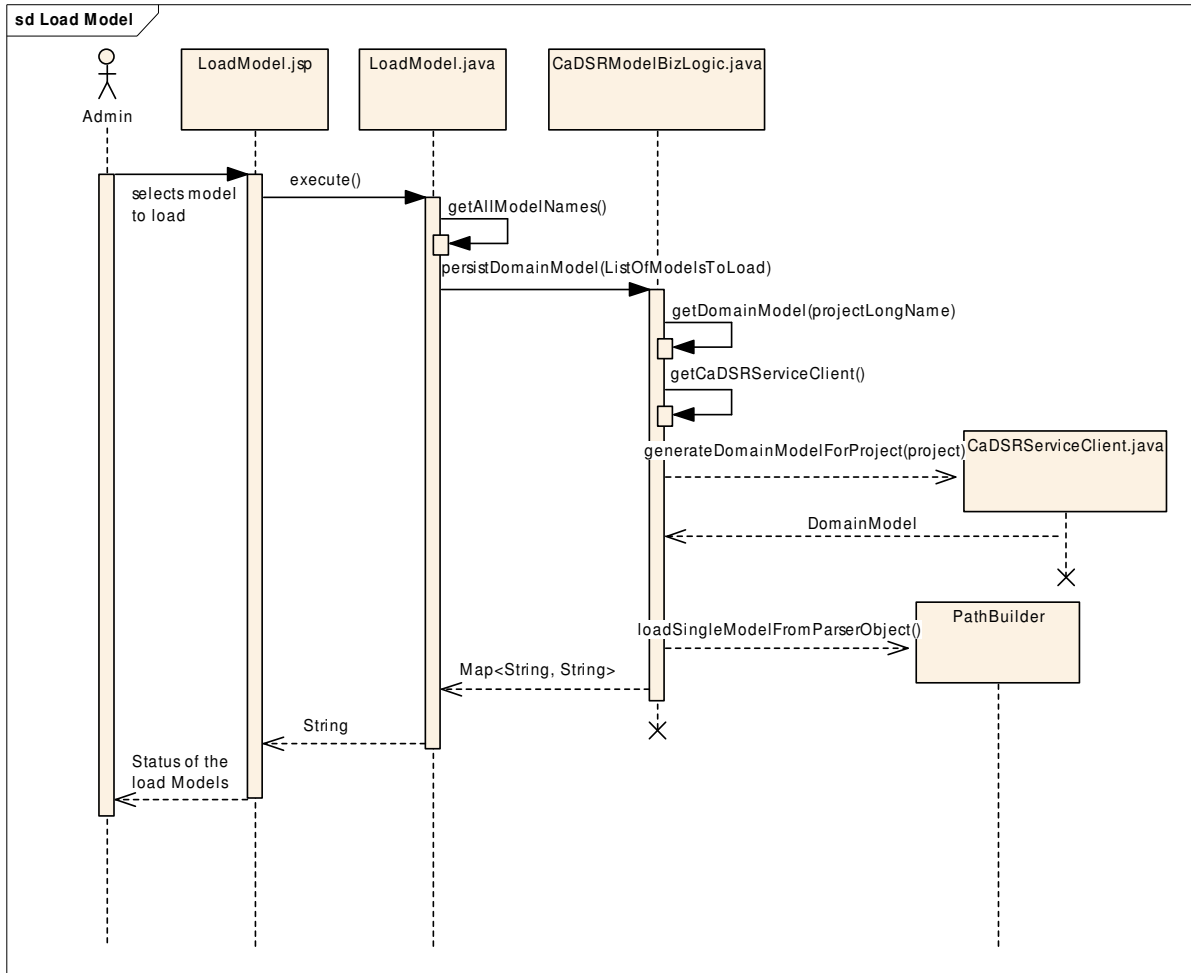 sd Load Model
Admin
LoadModel.jsp
LoadModel.java
CaDSRModelBizLogic.java
selects model
to load
execute()
getAllModelNames()
persistDomainModel(ListOfModelsToLoad)
getDomainModel(projectLongName)
getCaDSRServiceClient()
generateDomainModelForProject(project)
CaDSRServiceClient.java
DomainModel
PathBuilder
loadSingleModelFromParserObject()
Map<String, String>
String
Status of the
load Models